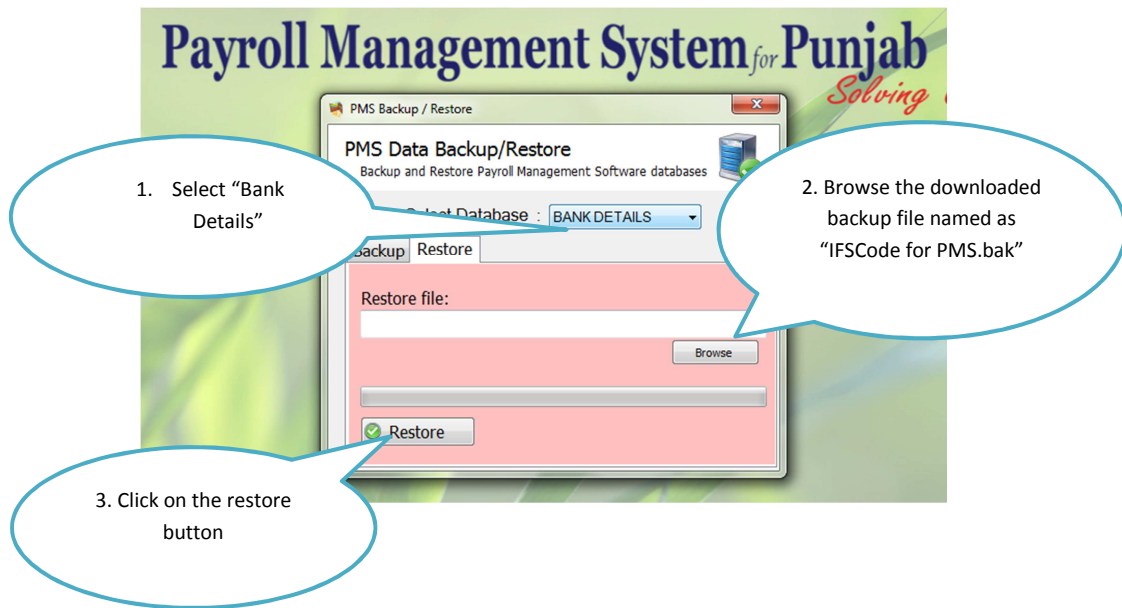 Payroll Management System for Punjab
Solving
PMS Backup / Restore
PMS Data Backup/Restore
Backup and Restore Payroll Management Software databases
1. Select “Bank
Details”
Select Database : BANK DETAILS
2. Browse the downloaded
backup file named as
“IFSCode for PMS.bak”
Backup Restore
Restore file:
Browse
Restore
3. Click on the restore
button